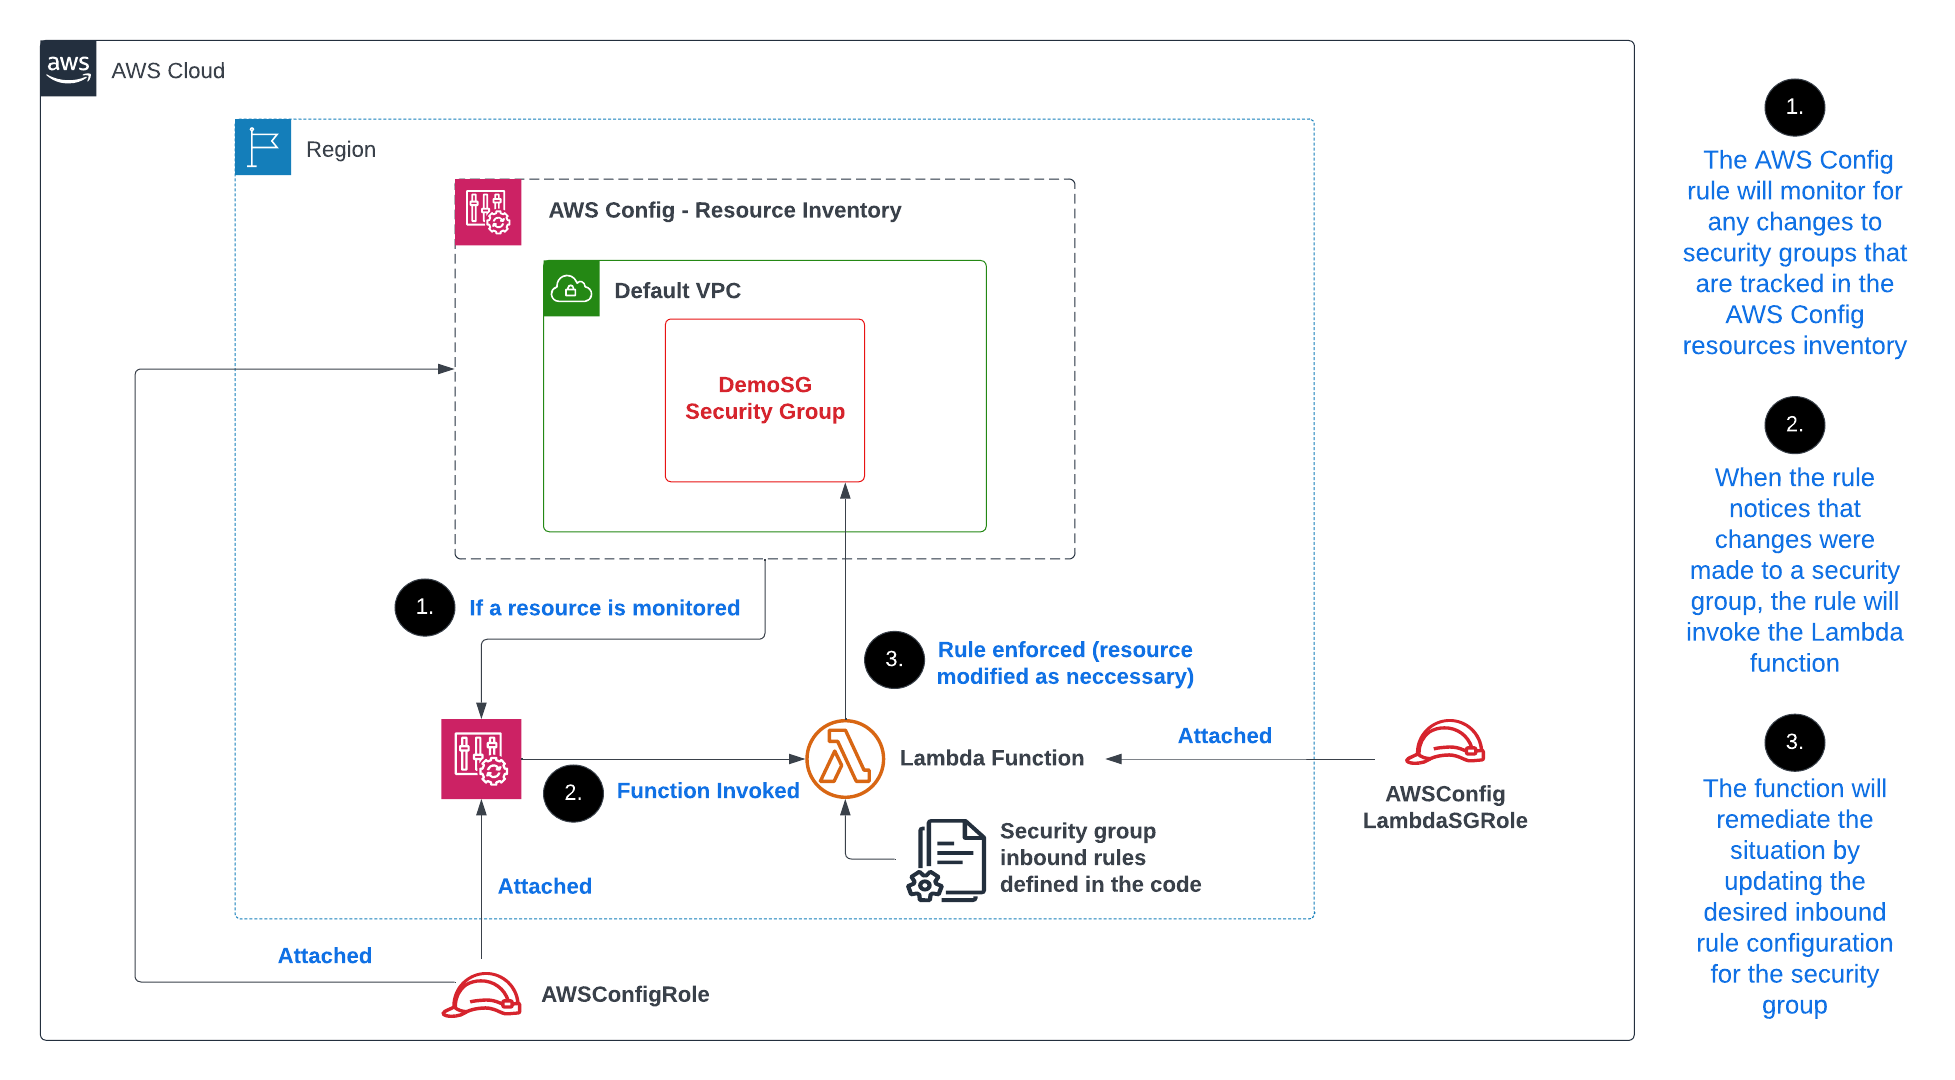 aws
AWS Cloud
Region
AWS Config - Resource Inventory
Default VPC
DemoSG
Security Group
1.
If a resource is monitored
3.
Rule enforced (resource
modified as neccessary)
2.
Function Invoked
Lambda Function
Attached
AWSConfig
LambdaSGRole
Security group
inbound rules
defined in the code
Attached
Attached
AWSConfigRole
1.
The AWS Config
rule will monitor for
any changes to
security groups that
are tracked in the
AWS Config
resources inventory
2.
When the rule
notices that
changes were
made to a security
group, the rule will
invoke the Lambda
function
3.
The function will
remediate the
situation by
updating the
desired inbound
rule configuration
for the security
group